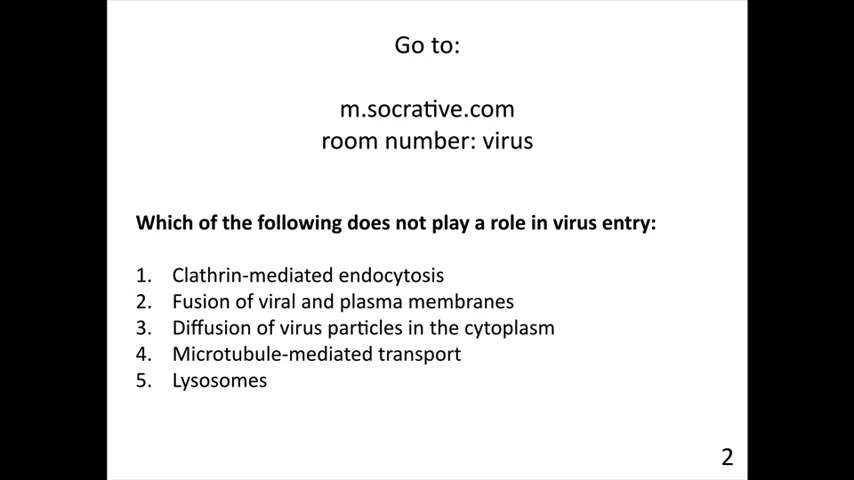 Go to:
m.socrative.com
room number: virus
Which of the following does not play a role in virus entry:
1. Clathrin-mediated endocytosis
2. Fusion of viral and plasma membranes
3. Diffusion of virus particles in the cytoplasm
4. Microtubule-mediated transport
5. Lysosomes
2